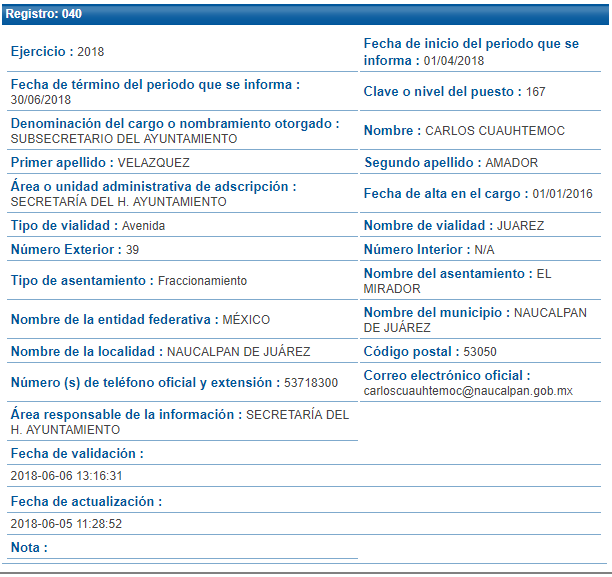 Registro: 040
Ejercicio : 2018
Fecha de inicio del periodo que se
informa : 01/04/2018
Fecha de término del periodo que se informa :
30/06/2018
Clave o nivel del puesto : 167
Denominación del cargo o nombramiento otorgado :
SUBSECRETARIO DEL AYUNTAMIENTO
Nombre : CARLOS CUAUHTEMOC
Primer apellido : VELAZQUEZ
Segundo apellido : AMADOR
Área o unidad administrativa de adscripción :
SECRETARÍA DEL H. AYUNTAMIENTO
Fecha de alta en el cargo : 01/01/2016
Tipo de vialidad : Avenida
Nombre de vialidad : JUAREZ
Número Exterior : 39
Número Interior : N/A
Tipo de asentamiento : Fraccionamiento
Nombre del asentamiento : EL
MIRADOR
Nombre de la entidad federativa : MÉXICO
Nombre del municipio : NAUCALPAN
DE JUÁREZ
Nombre de la localidad : NAUCALPAN DE JUÁREZ
Código postal : 53050
Número (s) de teléfono oficial y extensión : 53718300
Correo electrónico oficial :
carloscuauhtemoc@naucalpan.gob.mx
Área responsable de la información : SECRETARÍA DEL
H. AYUNTAMIENTO
Fecha de validación :
2018-06-06 13:16:31
Fecha de actualización :
2018-06-05 11:28:52
Nota :